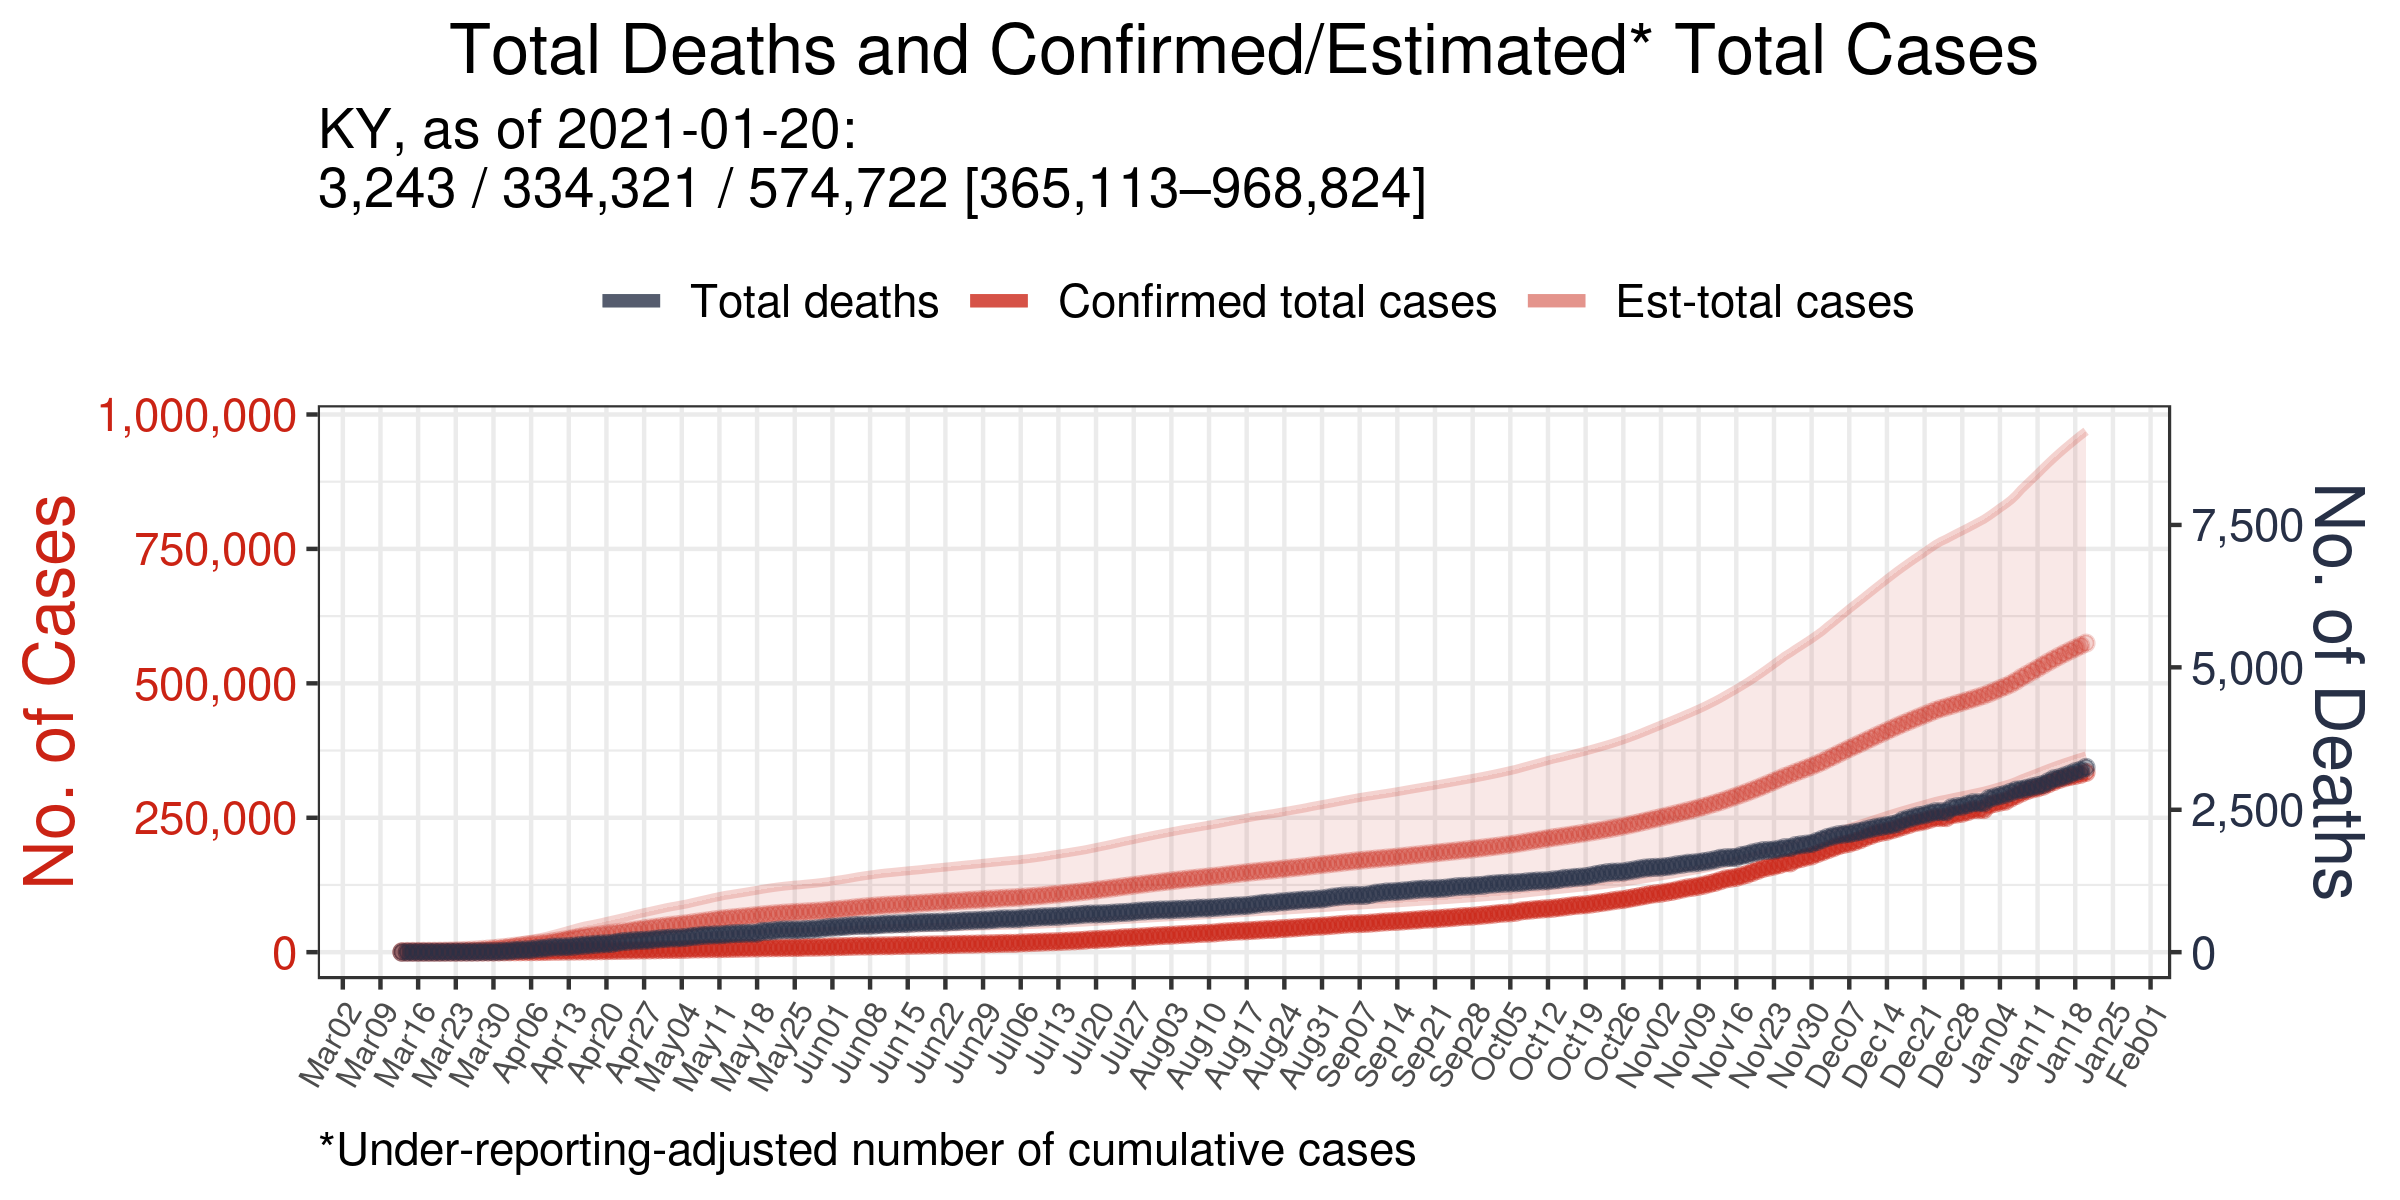 Total Deaths and Confirmed/Estimated* Total Cases
KY, as of 2021-01-20:
3,243 / 334,321 / 574,722 [365,113–968,824]
Total deaths Confirmed total cases Est-total cases
No. of Cases
1,000,000
750,000
500,000
250,000
0
7,500
5,000
2,500
0
No. of Deaths
Mar02 Mar09 Mar16 Mar23 Mar30 Apr06 Apr13 Apr20 Apr27 May04 May11 May18 May25 Jun01 Jun08 Jun15 Jun22 Jun29 Jul06 Jul13 Jul20 Jul27 Aug03 Aug10 Aug17 Aug24 Aug31 Sep07 Sep14 Sep21 Sep28 Oct05 Oct12 Oct19 Oct26 Nov02 Nov09 Nov16 Nov23 Nov30 Dec07 Dec14 Dec21 Dec28 Jan04 Jan11 Jan18 Jan25 Feb01
*Under-reporting-adjusted number of cumulative cases